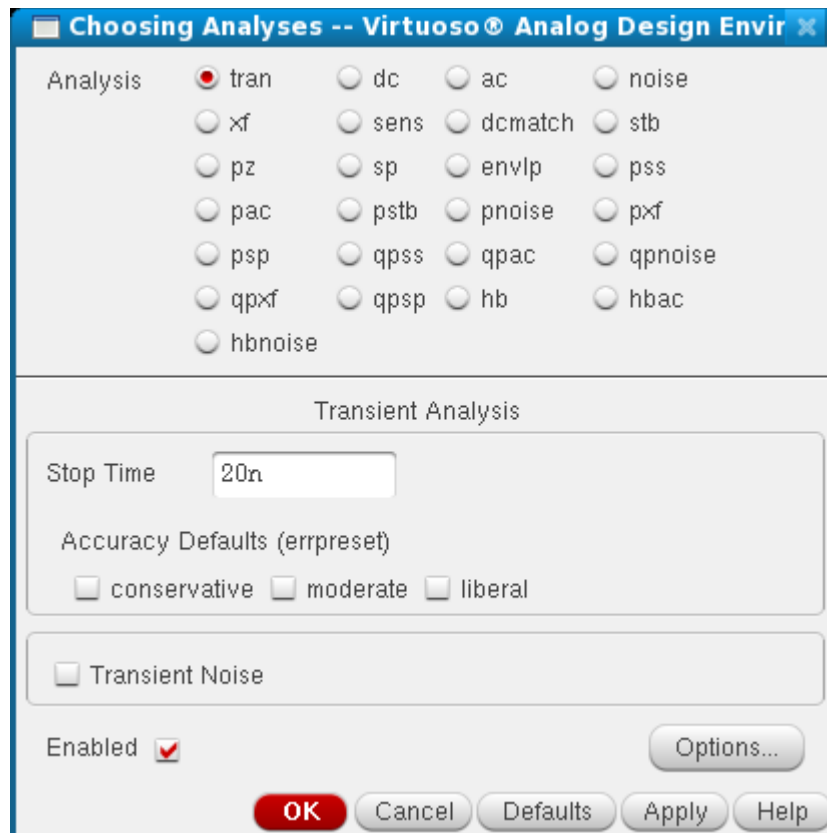 Choosing Analyses -- Virtuoso® Analog Design Envir
Analysis tran dc ac noise
xf sens dcmatch stb
pz sp envlp pss
pac pstb pnoise pxf
psp qpss qpac qpnoise
qpxf qpsp hb hbac
hbnoise
Transient Analysis
Stop Time 20n
Accuracy Defaults (errpreset)
conservative moderate liberal
Transient Noise
Enabled Options...
OK Cancel Defaults Apply Help